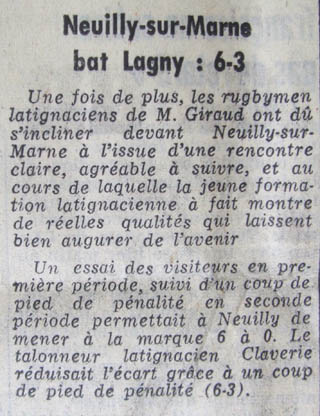 Neuilly-sur-Marne
bat Lagny : 6-3
Une fois de plus, les rugbymen
latignaciens de M. Giraud ont dû
s'incliner devant Neuilly-sur-
Marne à l'issue d'une rencontre
claire, agréable à suivre, et au
cours de laquelle la jeune forma-
tion latignacienne à fait montre
de réelles qualités qui laissent
bien augurer de l'avenir
Un essai des visiteurs en pre-
mière période, suivi d'un coup de
pied de pénalité en seconde
période permettait à Neuilly de
mener à la marque 6 à 0. Le
talonneur latignacien Claverie
réduisait l'écart grâce à un coup
de pied de pénalité (6-3).